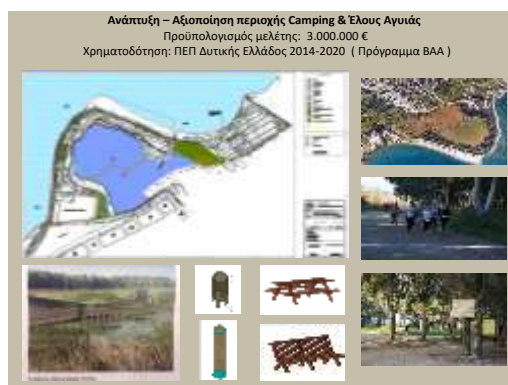 Ανάπτυξη – Αξιοποίηση περιοχής Camping & Έλους Αγυιάς
Προϋπολογισμός μελέτης: 3.000.000 €
Χρηματοδότηση: ΠΕΠ Δυτικής Ελλάδος 2014-2020 ( Πρόγραμμα ΒΑΑ )